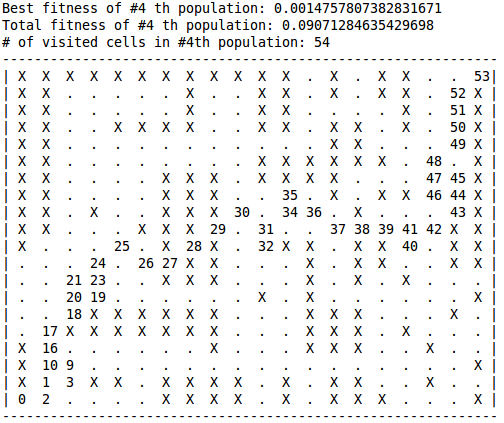 Best fitness of #4 th population: 0.0014757807382831671
Total fitness of #4 th population: 0.09071284635429698
# of visited cells in #4th population: 54
-------------------------------------------------------------
| X X X X X X X X X X X X . X . X X . . 53|
| X X . . . . . X . . X X . X . X X . 52 X |
| X X . . . . . X . . X X . . . . X . 51 X |
| X X . . X X X X . . X X . X X . X . 50 X |
| X X . . . . . . . . . . . X X . . . 49 X |
| X X . . . . . . . . X X X X X X . 48 . X |
| X X . . . . X X X . X X X X . . . 47 45 X |
| X X . . . . X X X . . 35 . X . X X 46 44 X |
| X X . X . . X X X 30 . 34 36 . X . . . 43 X |
| X X . . . X X X 29 . 31 . . 37 38 39 41 42 X X |
| X . . . 25 . X 28 X . 32 X X . X X 40 . . X |
| . . . 24 . 26 27 X X . . . X . X . . . X X |
| . . 21 23 . . X X X . . . X . X . X . . . |
| . . 20 19 . . . . . . X . X . . . . . . X |
| . . 18 X X X X X X . . . X X X . . . X . |
| . 17 X X X X X X X . . . X X X . X . . . |
| X 16 . . . . . . X . . . X X X . . X . . |
| X 10 9 . . . . . . . . . . . . . . . . X |
| X 1 3 X X . X X X X . X . X X . . X . . |
| 0 2 . . . . X X X X . X . X X X . . . X |
-------------------------------------------------------------